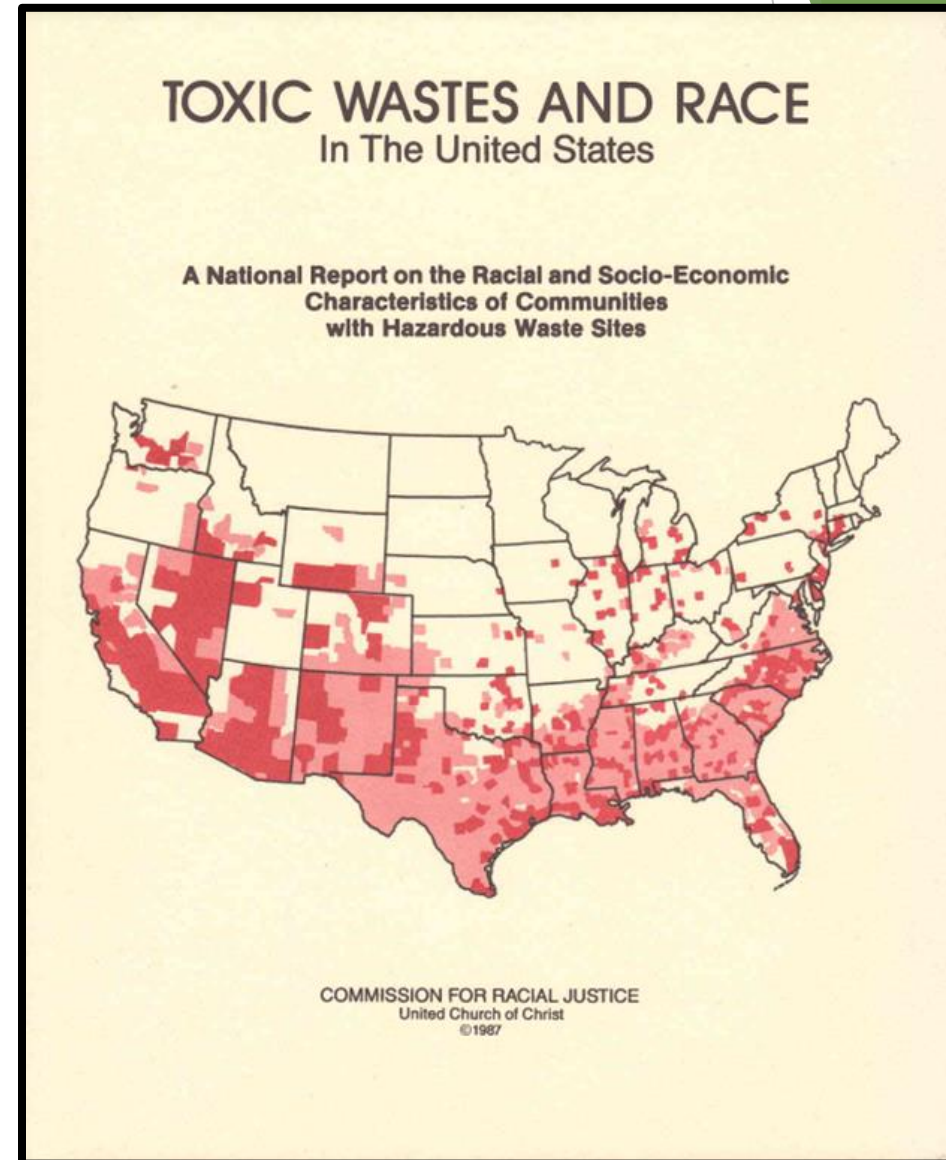 TOXIC WASTES AND RACE
In The United States
A National Report on the Racial and Socio-Economic
Characteristics of Communities
with Hazardous Waste Sites
COMMISSION FOR RACIAL JUSTICE
United Church of Christ
©1987